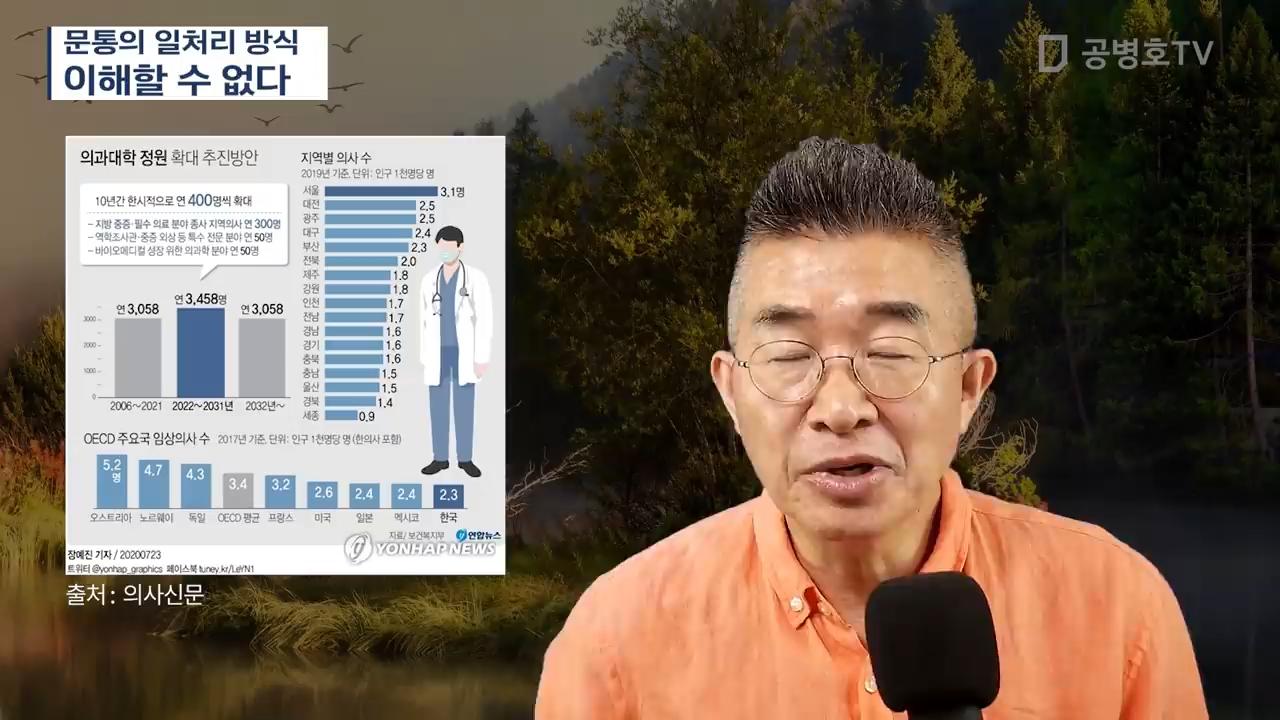 문통의 일처리 방식
이해할 수 없다
공병호TV
의과대학 정원 확대 추진방안
10년간 한시적으로 연 400명씩 확대
- 지방 중증·필수 의료 분야 종사 지역의사 연 300명
- 역학조사관·중증 외상 등 특수 전문 분야 연 50명
- 바이오메디컬 성장 위한 의과학 분야 연 50명
연 3,058
연 3,458명
연 3,058
3000
2000
1000
0
2006~2021
2022~2031년
2032년~
지역별 의사 수
2019년 기준, 단위: 인구 1천명당 명
서울 3.1명
대전 2.5
광주 2.5
대구 2.4
부산 2.3
전북 2.0
제주 1.8
강원 1.8
인천 1.7
전남 1.7
경남 1.6
경기 1.6
충북 1.6
충남 1.5
울산 1.5
경북 1.4
세종 0.9
OECD 주요국 임상의사 수 2017년 기준, 단위: 인구 1천명당 명 (한의사 포함)
5.2명
4.7
4.3
3.4
3.2
2.6
2.4
2.4
2.3
오스트리아
노르웨이
독일
OECD 평균
프랑스
미국
일본
멕시코
한국
자료/ 보건복지부
연합뉴스
YONHAP NEWS
장예진 기자 / 20200723
트위터 @yonhap_graphics 페이스북 tuney.kr/LeYN1
출처 : 의사신문